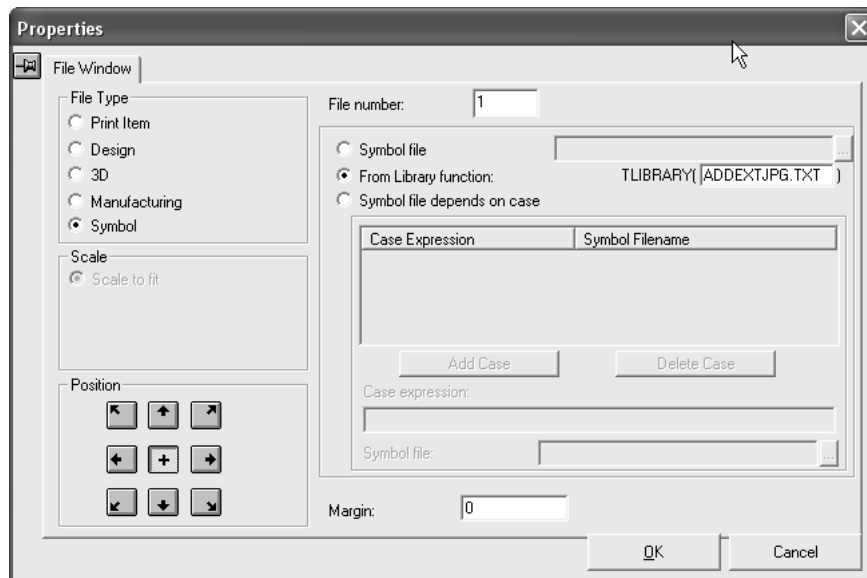 Properties
File Window
File Type
Print Item
Design
3D
Manufacturing
Symbol
Scale
Scale to fit
Position
File number: 1
Symbol file ...
From Library function: TLIBRARY( ADDEXTJPG.TXT )
Symbol file depends on case
Case Expression Symbol Filename
Add Case Delete Case
Case expression:
Symbol file: ...
Margin: 0
OK Cancel